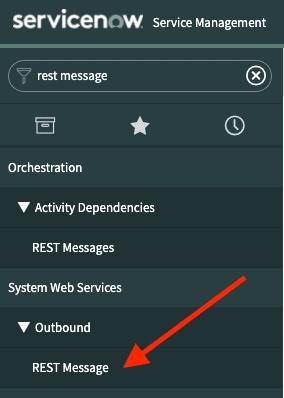 servicenow. Service Management
rest message
Orchestration
Activity Dependencies
REST Messages
System Web Services
Outbound
REST Message